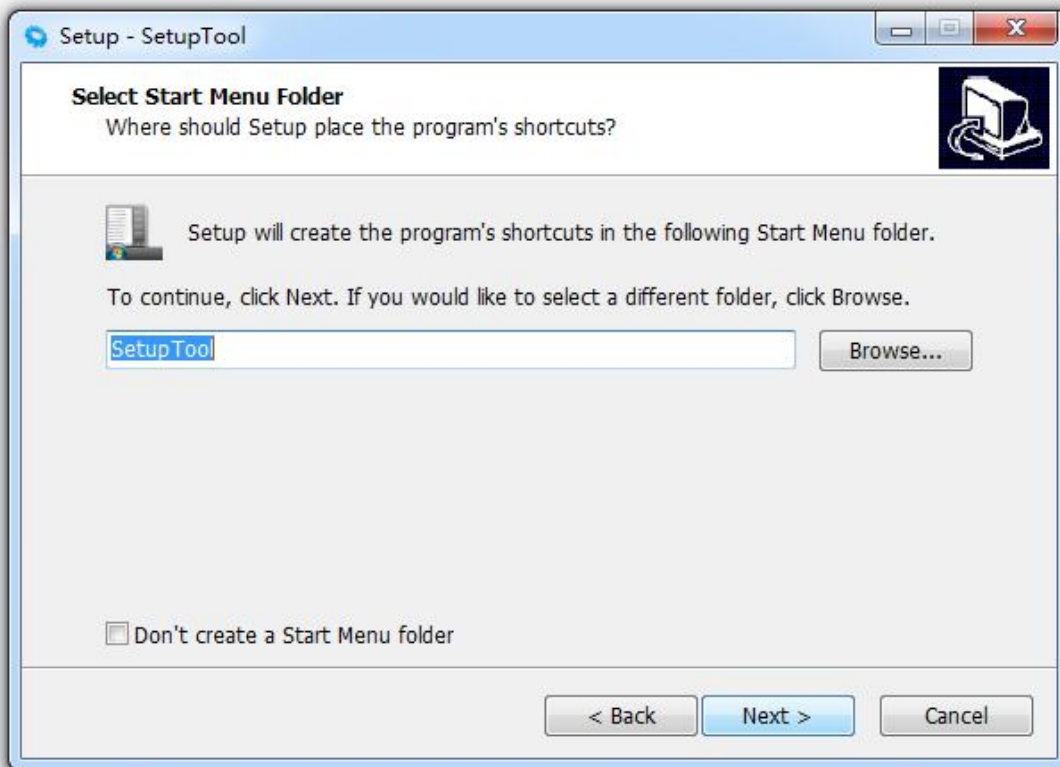 Setup - SetupTool
Select Start Menu Folder
Where should Setup place the program's shortcuts?
Setup will create the program's shortcuts in the following Start Menu folder.
To continue, click Next. If you would like to select a different folder, click Browse.
SetupTool
Browse...
Don't create a Start Menu folder
< Back
Next >
Cancel